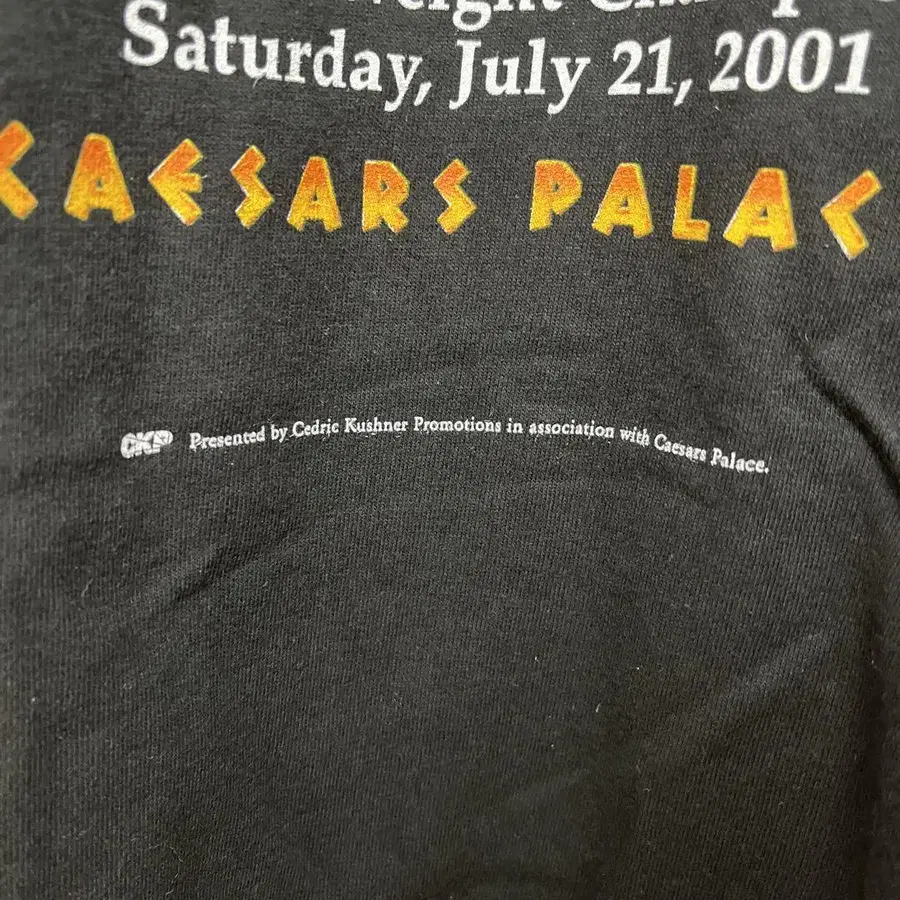 Saturday, July 21, 2001
CAESARS PALAC
CKP Presented by Cedric Kushner Promotions in association with Caesars Palace.